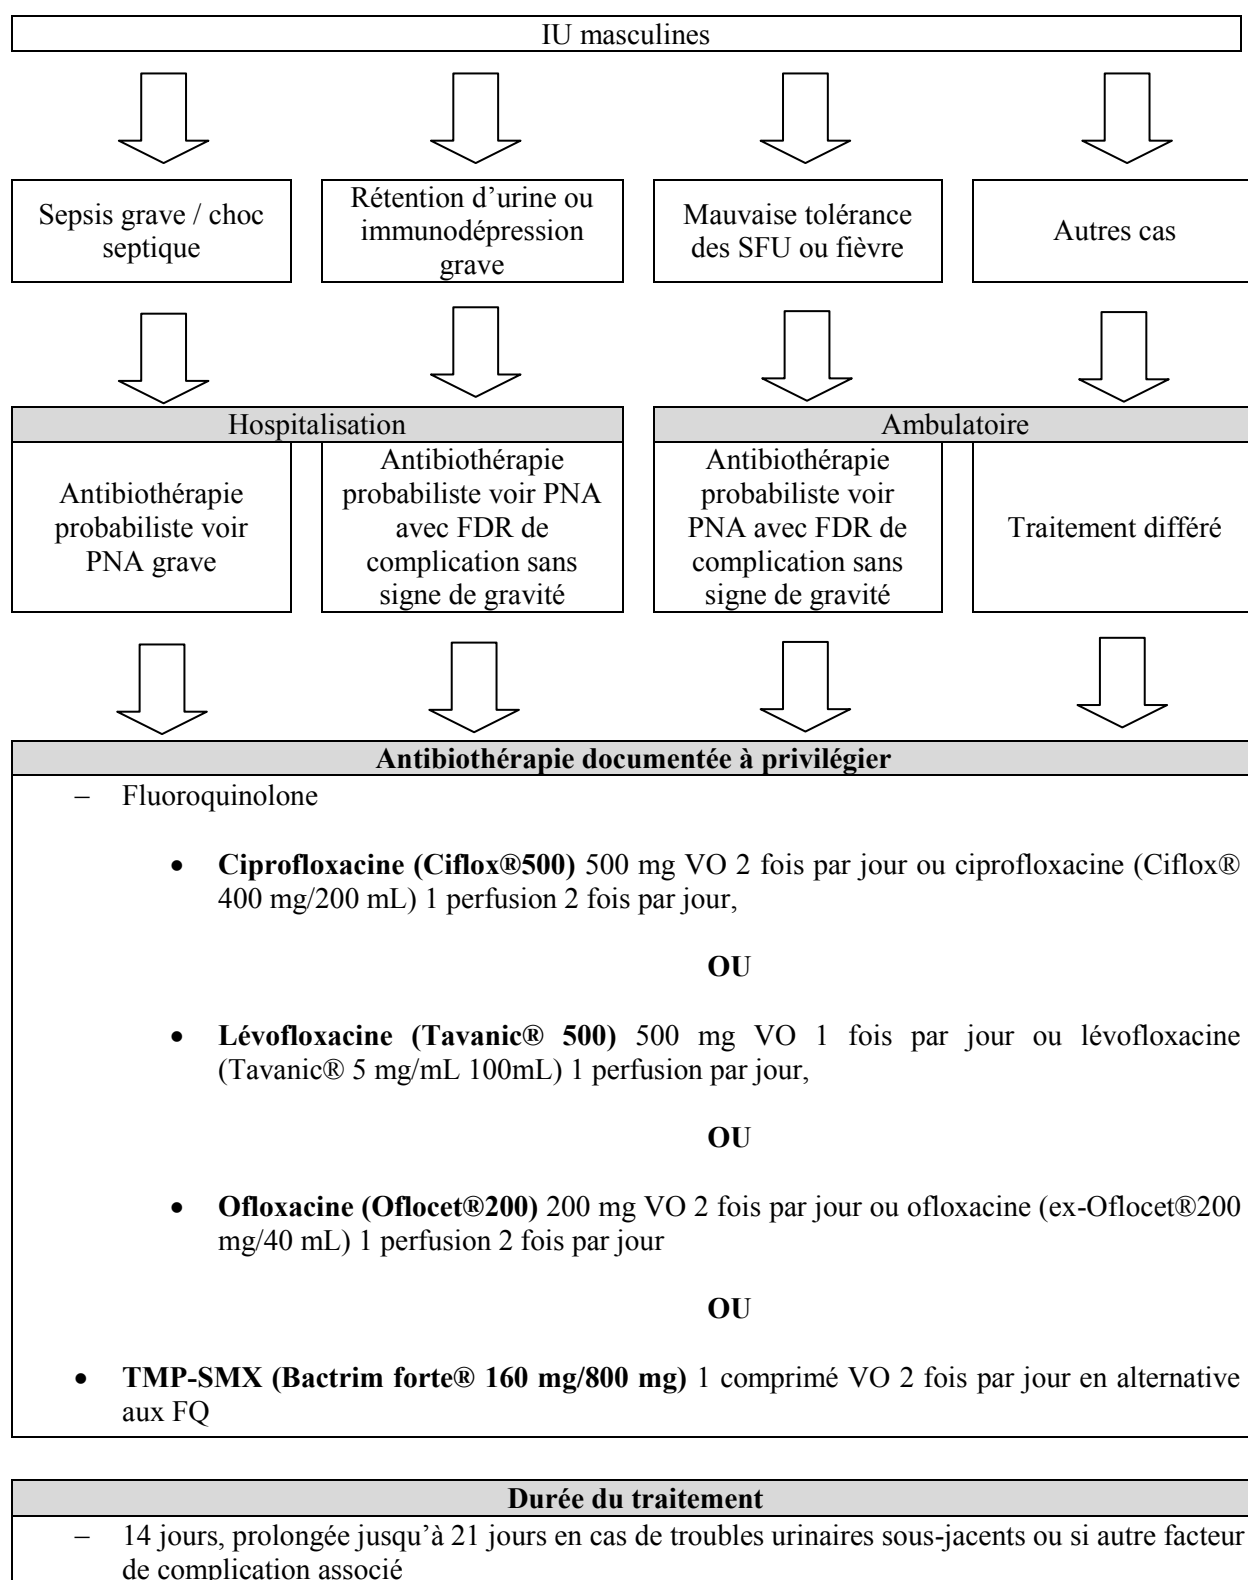 IU masculines
Sepsis grave / choc
septique
Rétention d’urine ou
immunodépression
grave
Mauvaise tolérance
des SFU ou fièvre
Autres cas
Hospitalisation
Ambulatoire
Antibiothérapie
probabiliste voir
PNA grave
Antibiothérapie
probabiliste voir PNA
avec FDR de
complication sans
signe de gravité
Antibiothérapie
probabiliste voir
PNA avec FDR de
complication sans
signe de gravité
Traitement différé
Antibiothérapie documentée à privilégier
– Fluoroquinolone
• Ciprofloxacine (Ciflox®500) 500 mg VO 2 fois par jour ou ciprofloxacine (Ciflox®
400 mg/200 mL) 1 perfusion 2 fois par jour,
OU
• Lévofloxacine (Tavanic® 500) 500 mg VO 1 fois par jour ou lévofloxacine
(Tavanic® 5 mg/mL 100mL) 1 perfusion par jour,
OU
• Ofloxacine (Oflocet®200) 200 mg VO 2 fois par jour ou ofloxacine (ex-Oflocet®200
mg/40 mL) 1 perfusion 2 fois par jour
OU
• TMP-SMX (Bactrim forte® 160 mg/800 mg) 1 comprimé VO 2 fois par jour en alternative
aux FQ
Durée du traitement
– 14 jours, prolongée jusqu’à 21 jours en cas de troubles urinaires sous-jacents ou si autre facteur
de complication associé